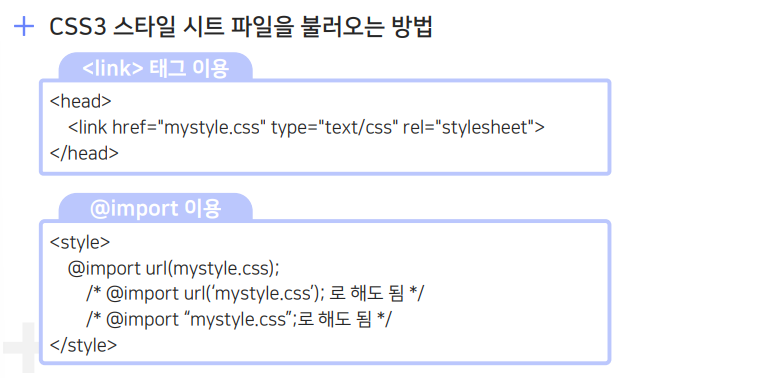 CSS3 스타일 시트 파일을 불러오는 방법
<link> 태그 이용
<head>
<link href="mystyle.css" type="text/css" rel="stylesheet">
</head>
@import 이용
<style>
@import url(mystyle.css);
/* @import url(‘mystyle.css’); 로 해도 됨 */
/* @import “mystyle.css”;로 해도 됨 */
</style>